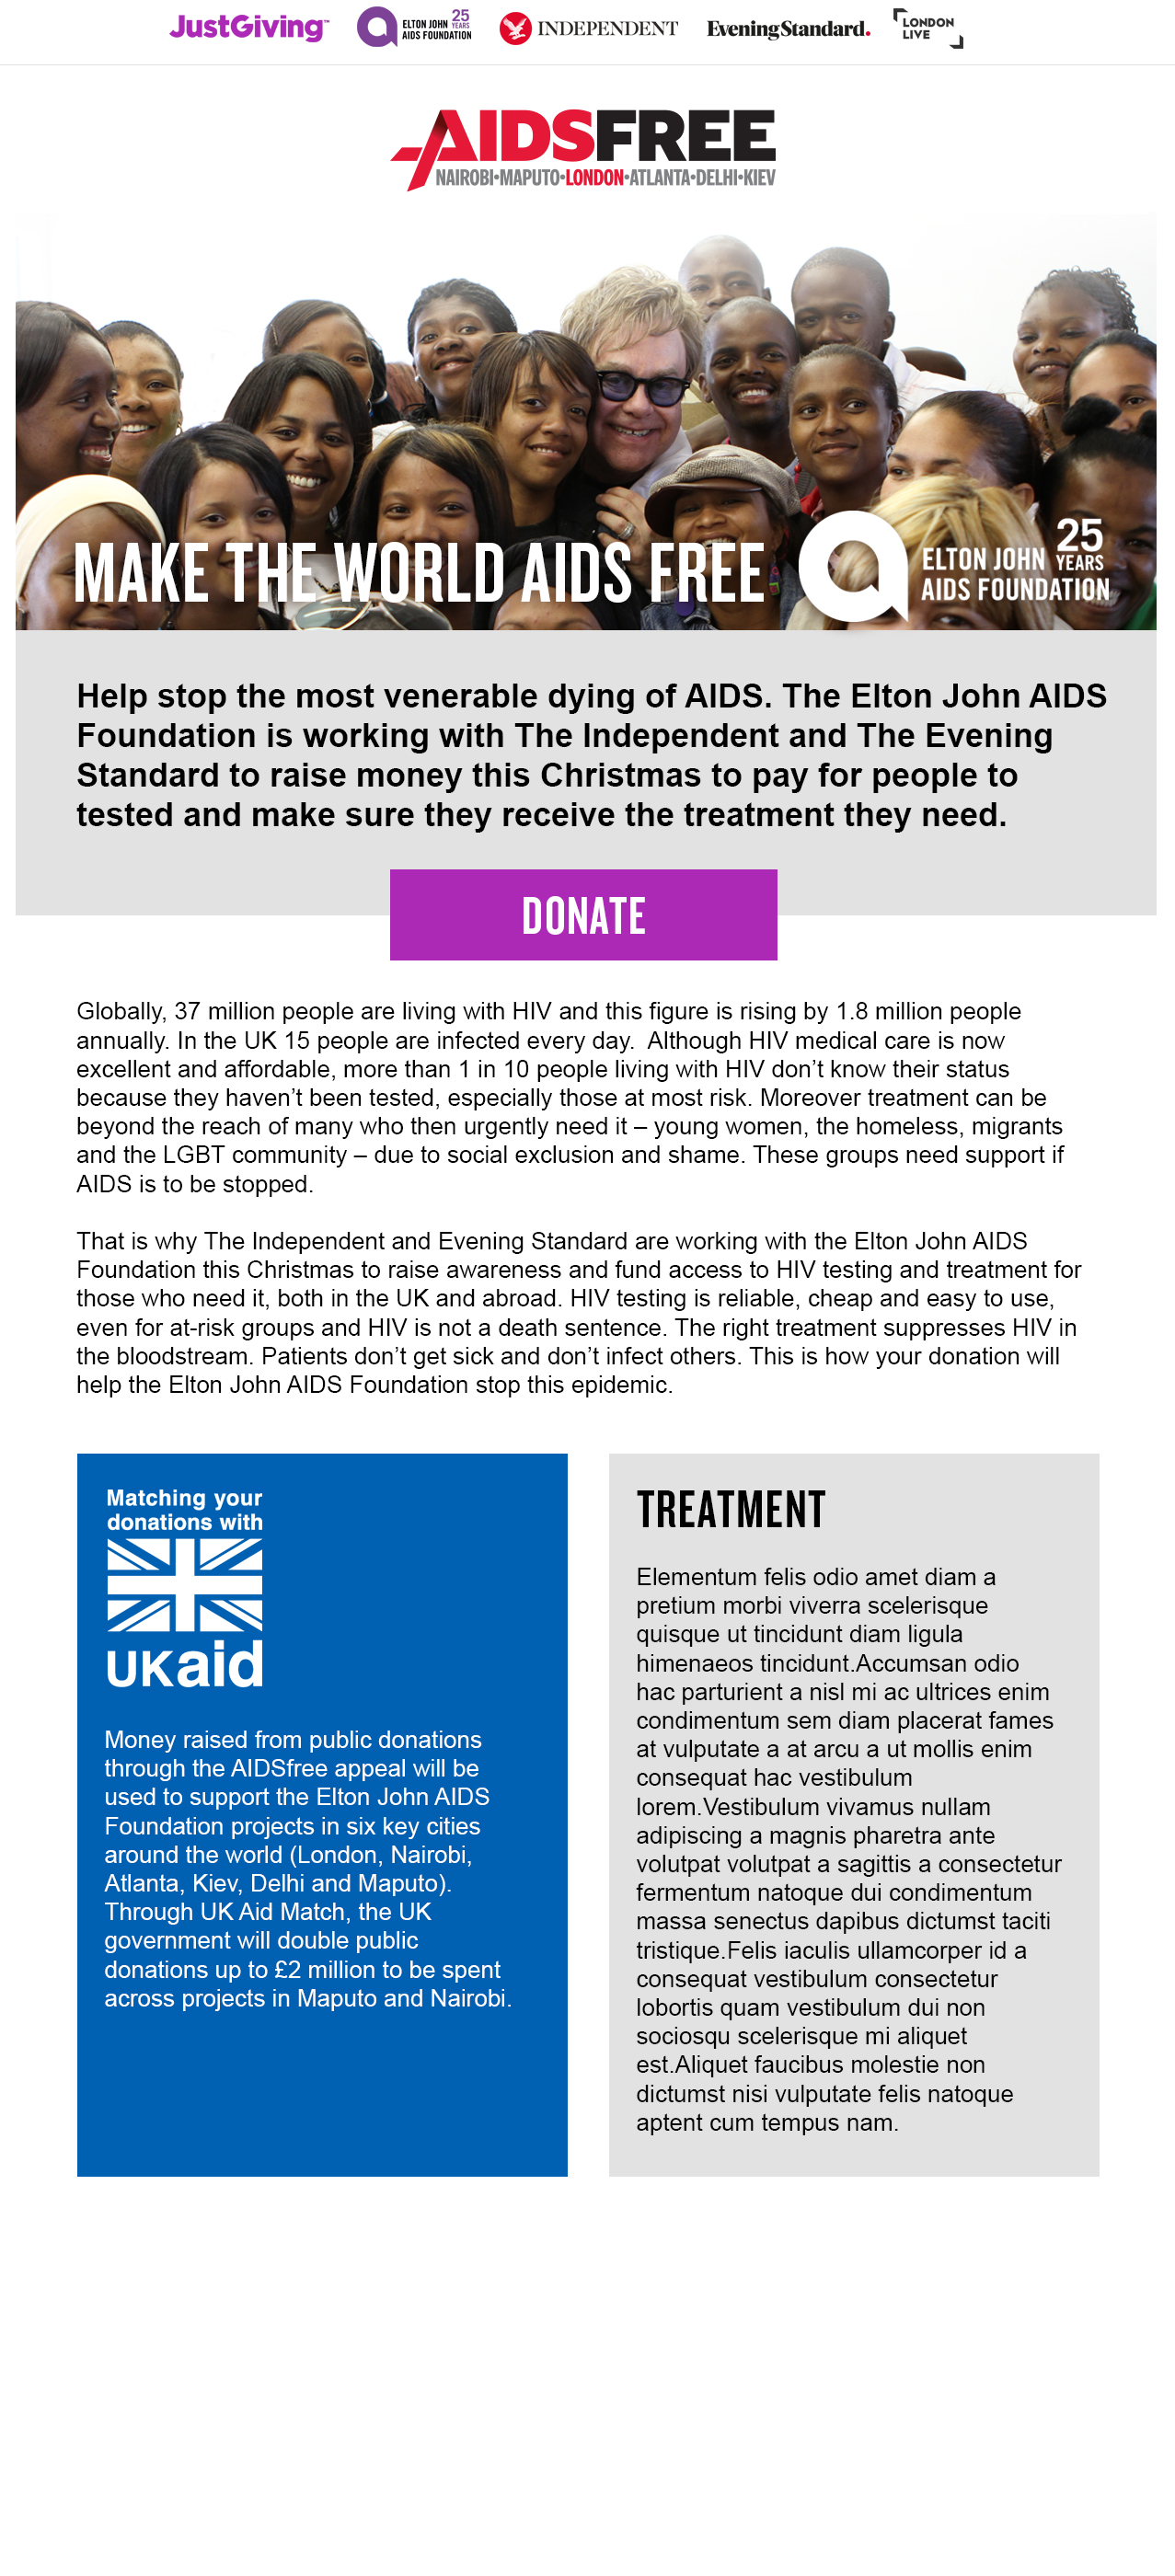 JustGiving™
ELTON JOHN 25 YEARS
AIDS FOUNDATION
INDEPENDENT
Evening Standard.
LONDON
LIVE
AIDSFREE
NAIROBI•MAPUTO•LONDON•ATLANTA•DELHI•KIEV
MAKE THE WORLD AIDS FREE
ELTON JOHN 25 YEARS
AIDS FOUNDATION
Help stop the most venerable dying of AIDS. The Elton John AIDS
Foundation is working with The Independent and The Evening
Standard to raise money this Christmas to pay for people to
tested and make sure they receive the treatment they need.
DONATE
Globally, 37 million people are living with HIV and this figure is rising by 1.8 million people
annually. In the UK 15 people are infected every day.  Although HIV medical care is now
excellent and affordable, more than 1 in 10 people living with HIV don’t know their status
because they haven’t been tested, especially those at most risk. Moreover treatment can be
beyond the reach of many who then urgently need it – young women, the homeless, migrants
and the LGBT community – due to social exclusion and shame. These groups need support if
AIDS is to be stopped.
That is why The Independent and Evening Standard are working with the Elton John AIDS
Foundation this Christmas to raise awareness and fund access to HIV testing and treatment for
those who need it, both in the UK and abroad. HIV testing is reliable, cheap and easy to use,
even for at-risk groups and HIV is not a death sentence. The right treatment suppresses HIV in
the bloodstream. Patients don’t get sick and don’t infect others. This is how your donation will
help the Elton John AIDS Foundation stop this epidemic.
Matching your
donations with
UKaid
Money raised from public donations
through the AIDSfree appeal will be
used to support the Elton John AIDS
Foundation projects in six key cities
around the world (London, Nairobi,
Atlanta, Kiev, Delhi and Maputo).
Through UK Aid Match, the UK
government will double public
donations up to £2 million to be spent
across projects in Maputo and Nairobi.
TREATMENT
Elementum felis odio amet diam a
pretium morbi viverra scelerisque
quisque ut tincidunt diam ligula
himenaeos tincidunt.Accumsan odio
hac parturient a nisl mi ac ultrices enim
condimentum sem diam placerat fames
at vulputate a at arcu a ut mollis enim
consequat hac vestibulum
lorem.Vestibulum vivamus nullam
adipiscing a magnis pharetra ante
volutpat volutpat a sagittis a consectetur
fermentum natoque dui condimentum
massa senectus dapibus dictumst taciti
tristique.Felis iaculis ullamcorper id a
consequat vestibulum consectetur
lobortis quam vestibulum dui non
sociosqu scelerisque mi aliquet
est.Aliquet faucibus molestie non
dictumst nisi vulputate felis natoque
aptent cum tempus nam.